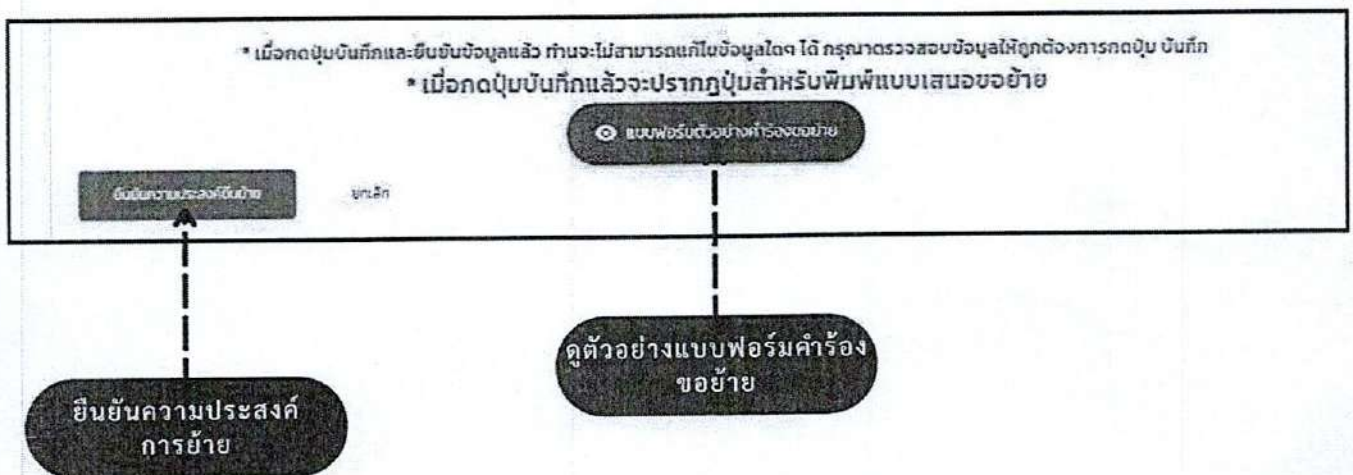 * เมื่อกดปุ่มบันทึกและยืนยันข้อมูลแล้ว ท่านจะไม่สามารถแก้ไขข้อมูลใดๆ ได้ กรุณาตรวจสอบข้อมูลให้ถูกต้องการกดปุ่ม บันทึก
* เมื่อกดปุ่มบันทึกแล้วจะปรากฎปุ่มสำหรับพิมพ์แบบเสนอขอย้าย
แบบฟอร์มตัวอย่างคำร้องขอย้าย
ยืนยันความประสงค์ยืนย้าย
ยกเลิก
ดูตัวอย่างแบบฟอร์มคำร้อง
ขอย้าย
ยืนยันความประสงค์
การย้าย